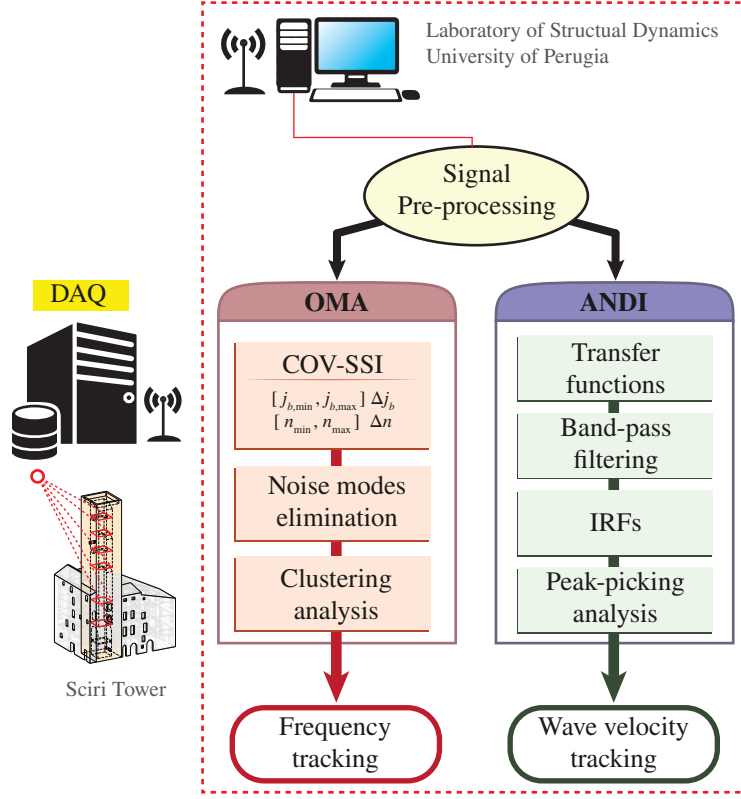 Laboratory of Structual Dynamics
University of Perugia
Signal
Pre-processing
DAQ
Sciri Tower
OMA
COV-SSI
[ j_{b,min} , j_{b,max} ] Δj_b
[ n_{min} , n_{max} ] Δn
Noise modes
elimination
Clustering
analysis
Frequency
tracking
ANDI
Transfer
functions
Band-pass
filtering
IRFs
Peak-picking
analysis
Wave velocity
tracking